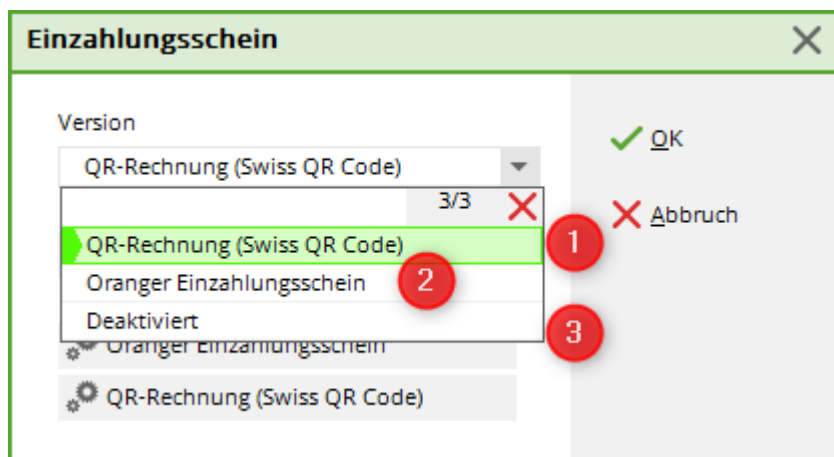 Einzahlungsschein
Version
QR-Rechnung (Swiss QR Code)
3/3
QR-Rechnung (Swiss QR Code)
1
Oranger Einzahlungsschein
2
Deaktiviert
3
Oranger Einzahlungsschein
QR-Rechnung (Swiss QR Code)
OK
Abbruch